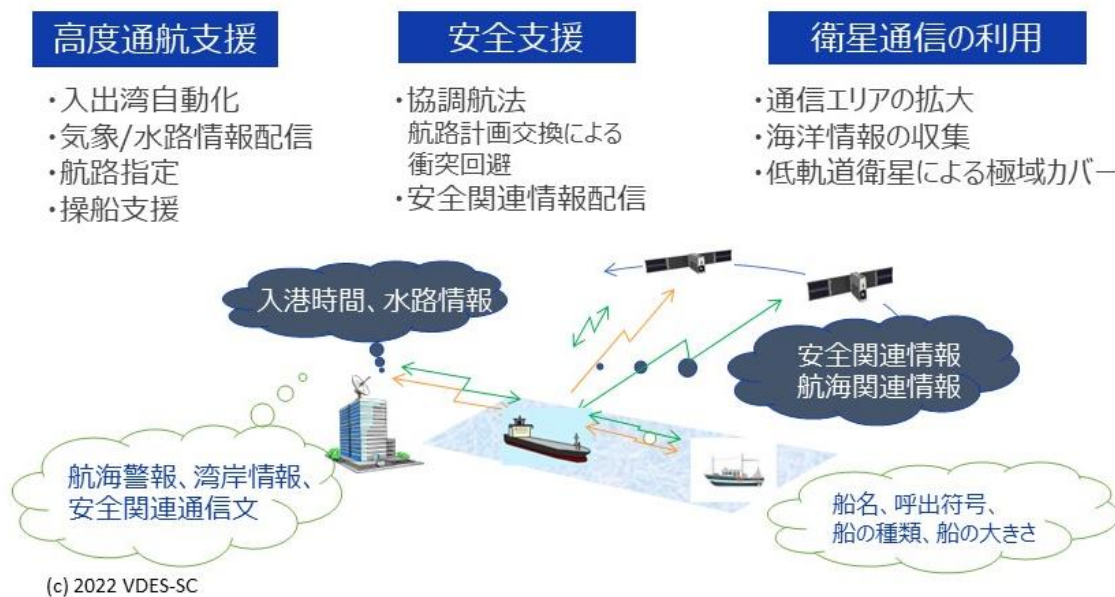 高度通航支援
・入出湾自動化
・気象/水路情報配信
・航路指定
・操船支援
安全支援
・協調航法
航路計画交換による
衝突回避
・安全関連情報配信
衛星通信の利用
・通信エリアの拡大
・海洋情報の収集
・低軌道衛星による極域カバー
入港時間、水路情報
安全関連情報
航海関連情報
航海警報、湾岸情報、
安全関連通信文
船名、呼出符号、
船の種類、船の大きさ
(c) 2022 VDES-SC